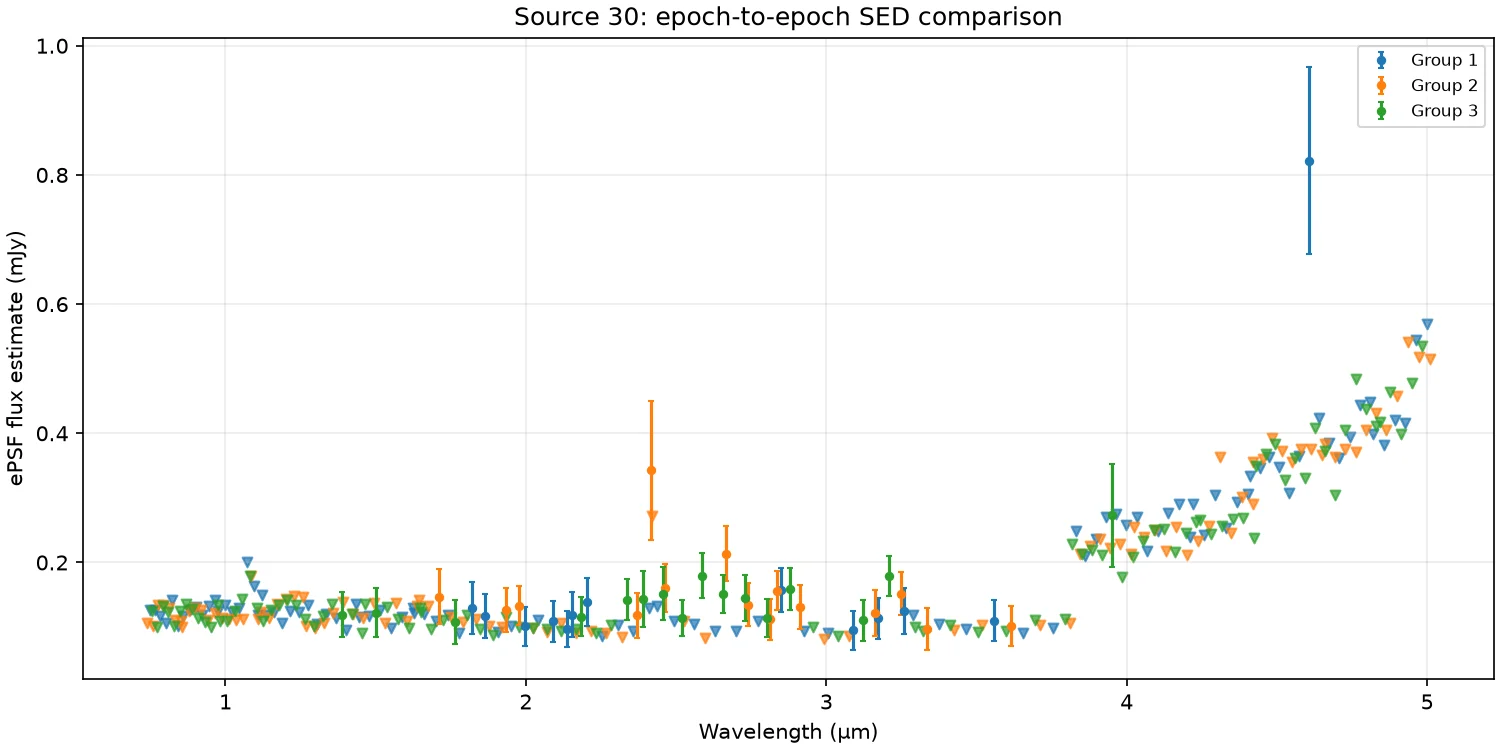 Source 30: epoch-to-epoch SED comparison
1.0
0.8
0.6
0.4
0.2
ePSF flux estimate (mJy)
Group 1
Group 2
Group 3
1
2
3
4
5
Wavelength (μm)